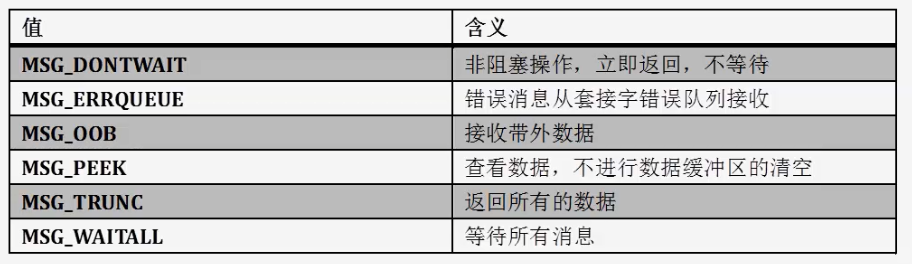 值 含义
MSG_DONTWAIT 非阻塞操作，立即返回，不等待
MSG_ERRQUEUE 错误消息从套接字错误队列接收
MSG_OOB 接收带外数据
MSG_PEEK 查看数据，不进行数据缓冲区的清空
MSG_TRUNC 返回所有的数据
MSG_WAITALL 等待所有消息